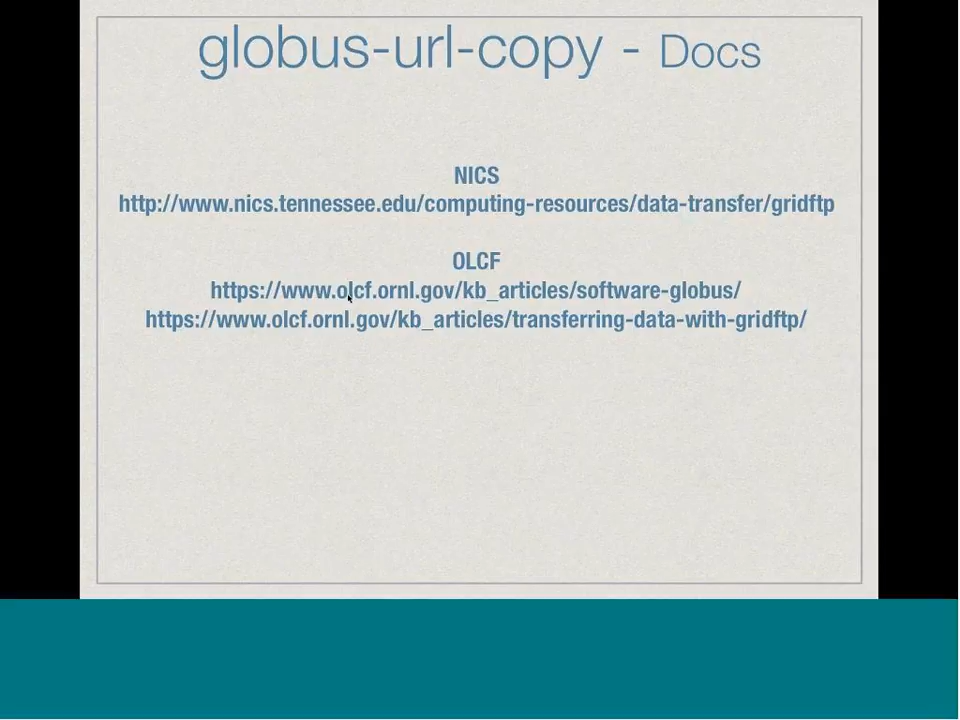 globus-url-copy - Docs
NICS
http://www.nics.tennessee.edu/computing-resources/data-transfer/gridftp
OLCF
https://www.olcf.ornl.gov/kb_articles/software-globus/
https://www.olcf.ornl.gov/kb_articles/transferring-data-with-gridftp/